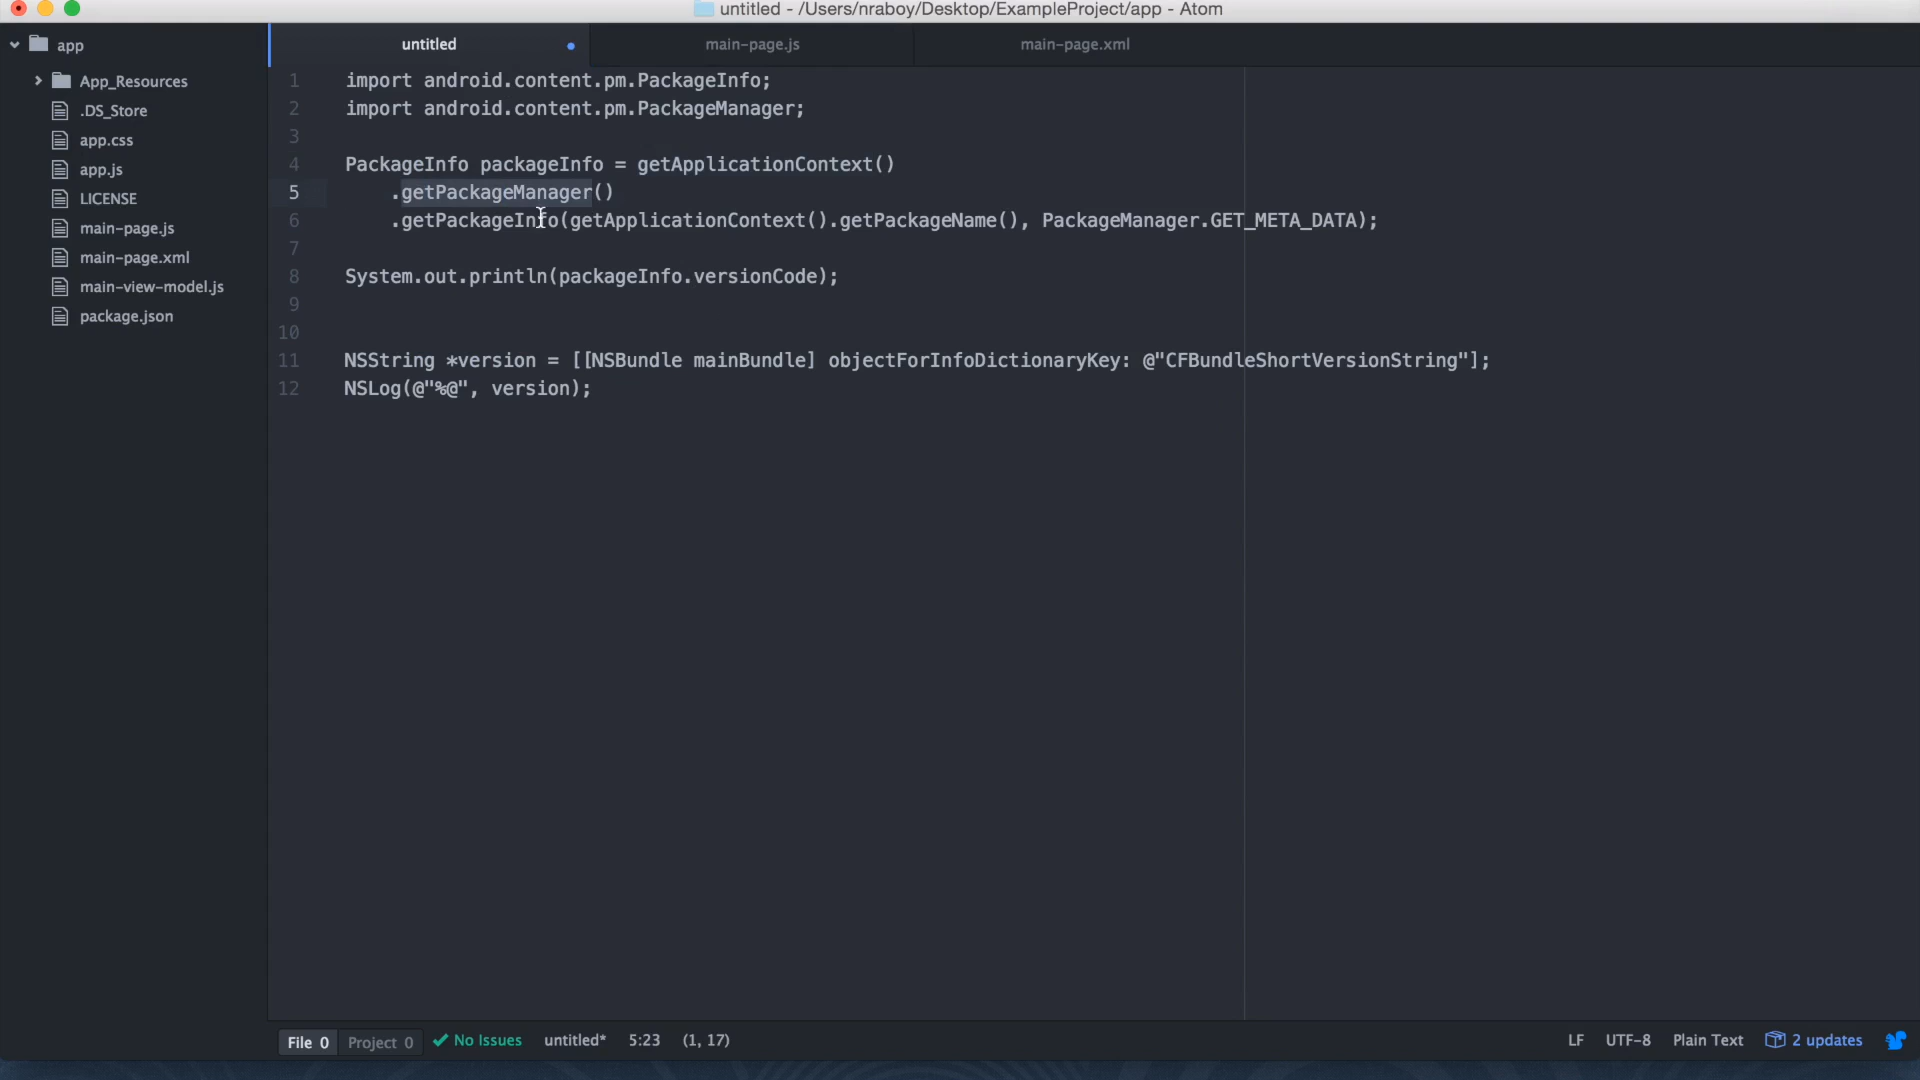 untitled - /Users/nraboy/Desktop/ExampleProject/app - Atom
app
App_Resources
.DS_Store
app.css
app.js
LICENSE
main-page.js
main-page.xml
main-view-model.js
package.json
untitled
main-page.js
main-page.xml
1 import android.content.pm.PackageInfo;
2 import android.content.pm.PackageManager;
3
4 PackageInfo packageInfo = getApplicationContext()
5 .getPackageManager()
6 .getPackageInfo(getApplicationContext().getPackageName(), PackageManager.GET_META_DATA);
7
8 System.out.println(packageInfo.versionCode);
9
10
11 NSString *version = [[NSBundle mainBundle] objectForInfoDictionaryKey: @"CFBundleShortVersionString"];
12 NSLog(@"%@", version);
File 0 Project 0 No Issues untitled* 5:23 (1, 17) LF UTF-8 Plain Text 2 updates